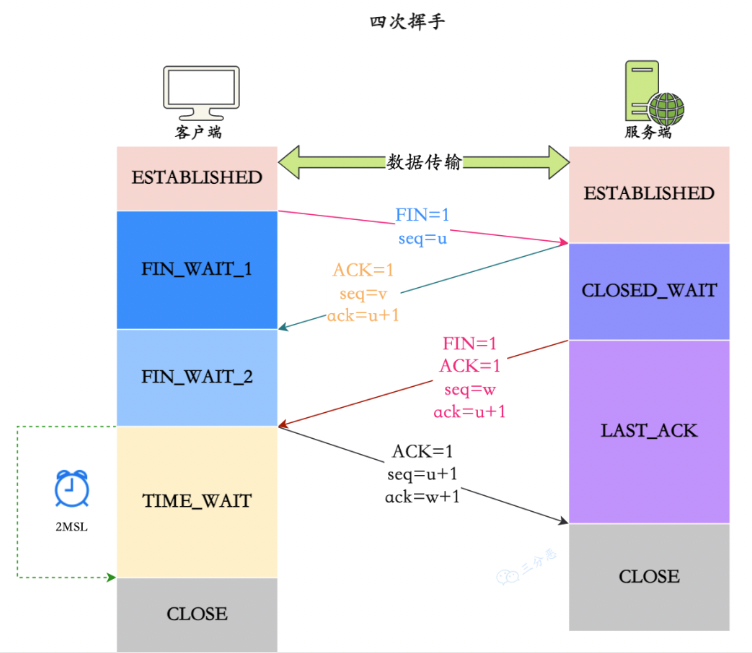 四次挥手
客户端
服务端
ESTABLISHED
数据传输
ESTABLISHED
FIN=1
seq=u
FIN_WAIT_1
ACK=1
seq=v
ack=u+1
CLOSED_WAIT
FIN_WAIT_2
FIN=1
ACK=1
seq=w
ack=u+1
LAST_ACK
ACK=1
seq=u+1
ack=w+1
TIME_WAIT
2MSL
三分恶
CLOSE
CLOSE